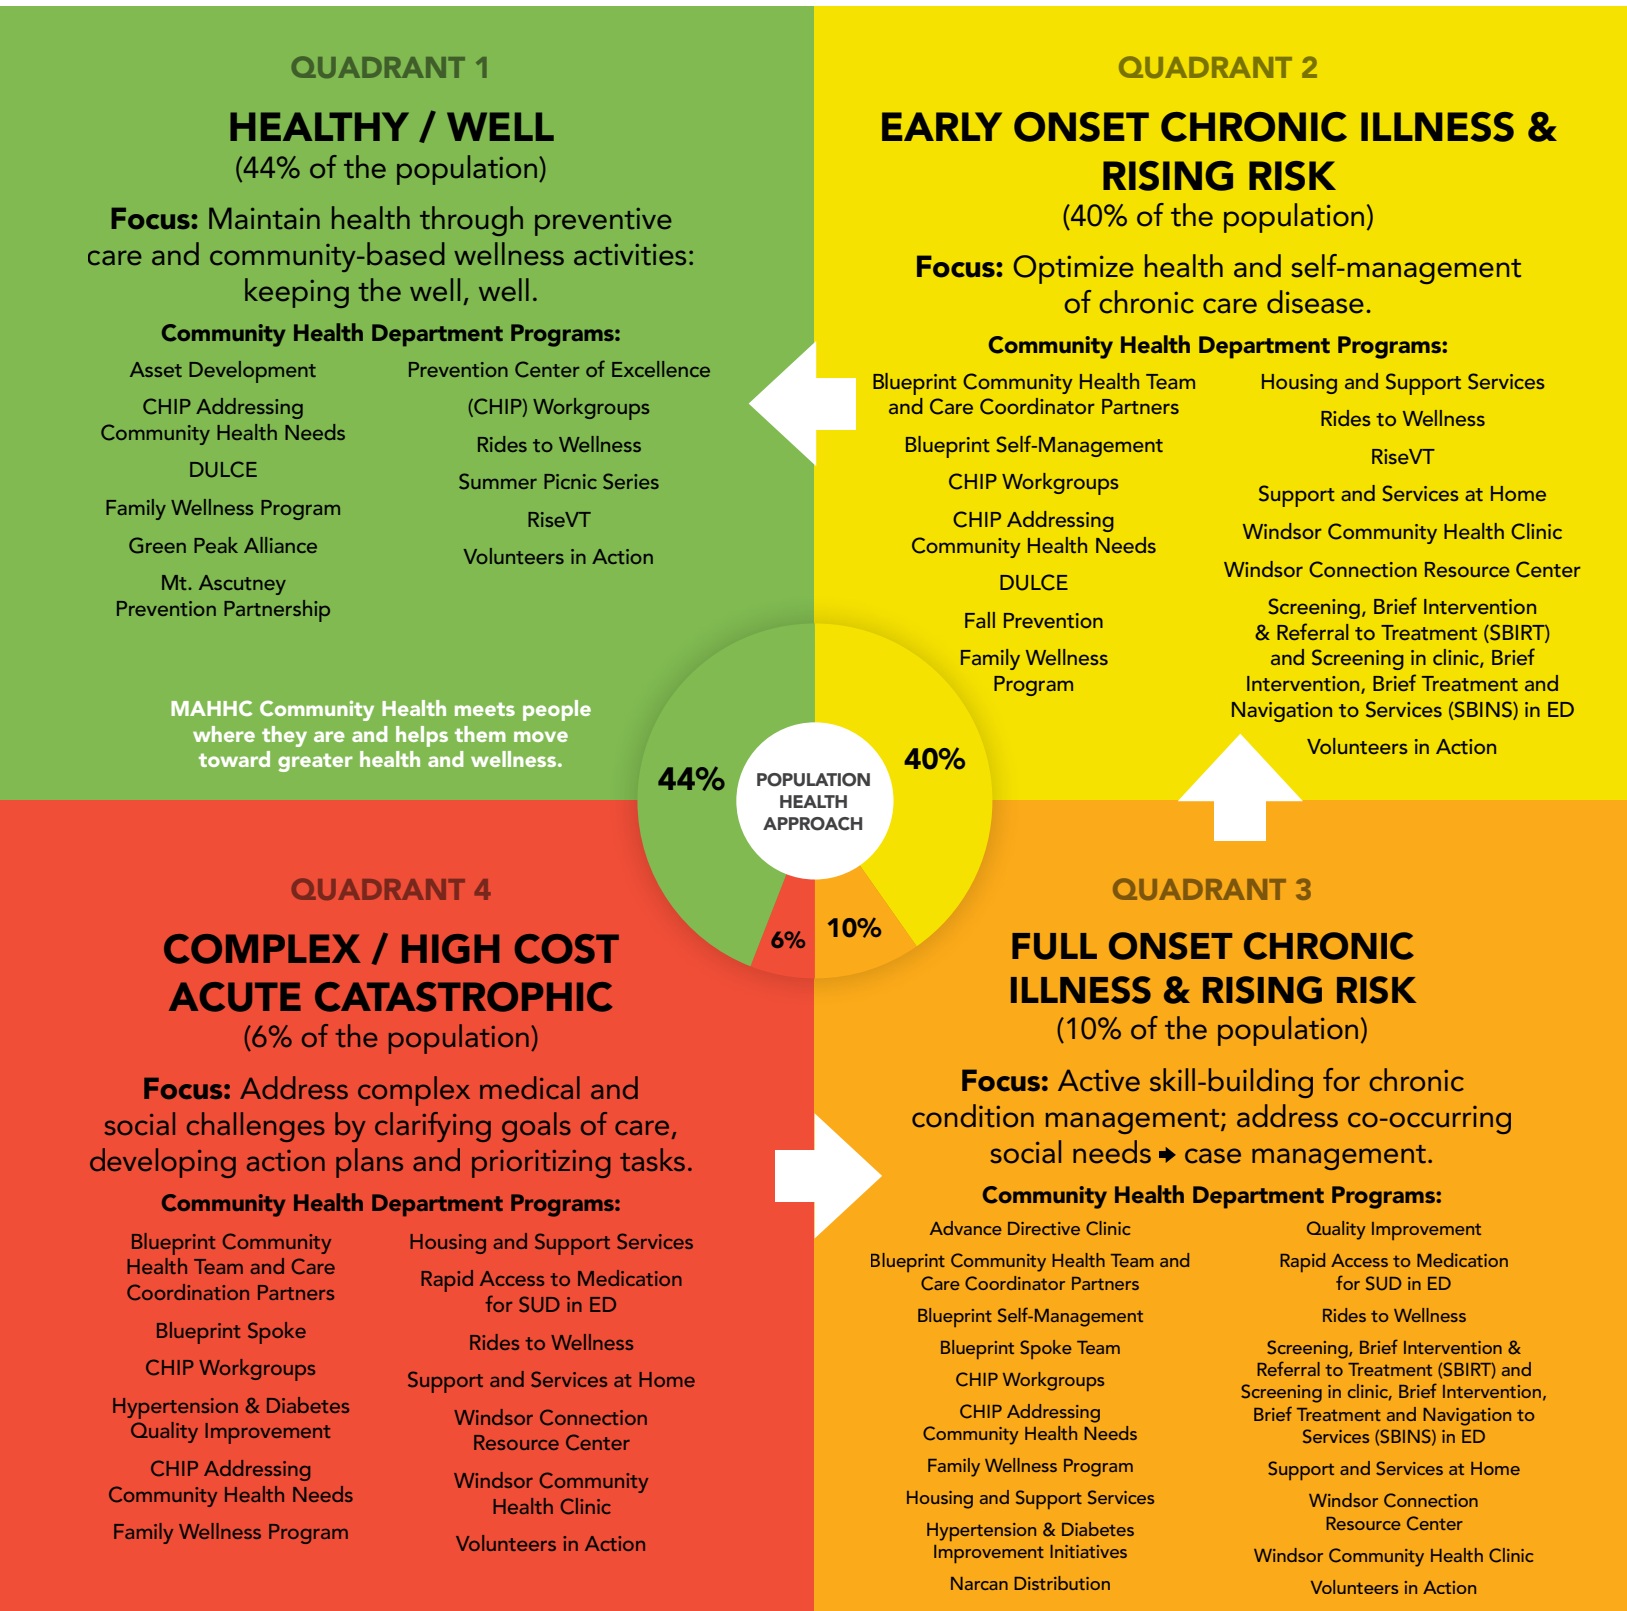 QUADRANT 1
HEALTHY / WELL
(44% of the population)
Focus: Maintain health through preventive
care and community-based wellness activities:
keeping the well, well.
Community Health Department Programs:
Asset Development
CHIP Addressing
Community Health Needs
DULCE
Family Wellness Program
Green Peak Alliance
Mt. Ascutney
Prevention Partnership
Prevention Center of Excellence
(CHIP) Workgroups
Rides to Wellness
Summer Picnic Series
RiseVT
Volunteers in Action
MAHHC Community Health meets people
where they are and helps them move
toward greater health and wellness.
QUADRANT 2
EARLY ONSET CHRONIC ILLNESS &
RISING RISK
(40% of the population)
Focus: Optimize health and self-management
of chronic care disease.
Community Health Department Programs:
Blueprint Community Health Team
and Care Coordinator Partners
Blueprint Self-Management
CHIP Workgroups
CHIP Addressing
Community Health Needs
DULCE
Fall Prevention
Family Wellness
Program
Housing and Support Services
Rides to Wellness
RiseVT
Support and Services at Home
Windsor Community Health Clinic
Windsor Connection Resource Center
Screening, Brief Intervention
& Referral to Treatment (SBIRT)
and Screening in clinic, Brief
Intervention, Brief Treatment and
Navigation to Services (SBINS) in ED
Volunteers in Action
44%
POPULATION
HEALTH
APPROACH
40%
6%
10%
QUADRANT 4
COMPLEX / HIGH COST
ACUTE CATASTROPHIC
(6% of the population)
Focus: Address complex medical and
social challenges by clarifying goals of care,
developing action plans and prioritizing tasks.
Community Health Department Programs:
Blueprint Community
Health Team and Care
Coordination Partners
Blueprint Spoke
CHIP Workgroups
Hypertension & Diabetes
Quality Improvement
CHIP Addressing
Community Health Needs
Family Wellness Program
Housing and Support Services
Rapid Access to Medication
for SUD in ED
Rides to Wellness
Support and Services at Home
Windsor Connection
Resource Center
Windsor Community
Health Clinic
Volunteers in Action
QUADRANT 3
FULL ONSET CHRONIC
ILLNESS & RISING RISK
(10% of the population)
Focus: Active skill-building for chronic
condition management; address co-occurring
social needs → case management.
Community Health Department Programs:
Advance Directive Clinic
Blueprint Community Health Team and
Care Coordinator Partners
Blueprint Self-Management
Blueprint Spoke Team
CHIP Workgroups
CHIP Addressing
Community Health Needs
Family Wellness Program
Housing and Support Services
Hypertension & Diabetes
Improvement Initiatives
Narcan Distribution
Quality Improvement
Rapid Access to Medication
for SUD in ED
Rides to Wellness
Screening, Brief Intervention &
Referral to Treatment (SBIRT) and
Screening in clinic, Brief Intervention,
Brief Treatment and Navigation to
Services (SBINS) in ED
Support and Services at Home
Windsor Connection
Resource Center
Windsor Community Health Clinic
Volunteers in Action